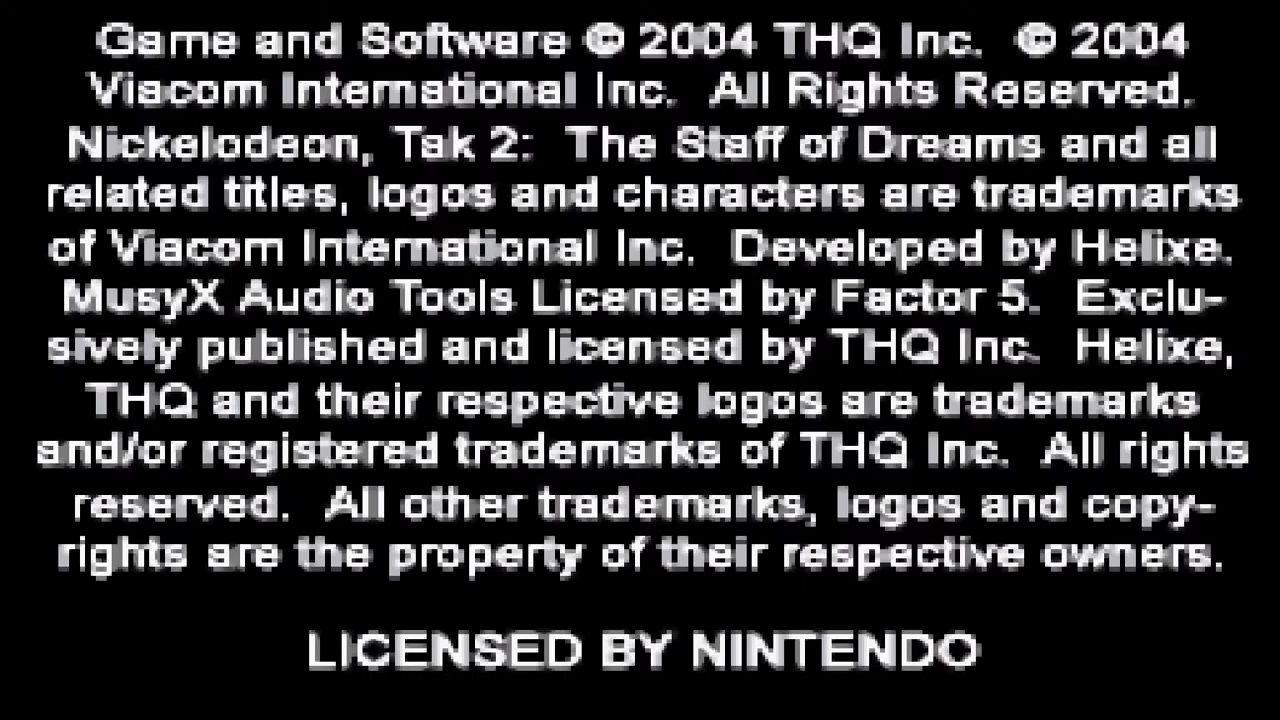 Game and Software © 2004 THQ Inc.  © 2004
Viacom International Inc.  All Rights Reserved.
Nickelodeon, Tak 2:  The Staff of Dreams and all
related titles, logos and characters are trademarks
of Viacom International Inc.  Developed by Helixe.
MusyX Audio Tools Licensed by Factor 5.  Exclu-
sively published and licensed by THQ Inc.  Helixe,
THQ and their respective logos are trademarks
and/or registered trademarks of THQ Inc.  All rights
reserved.  All other trademarks, logos and copy-
rights are the property of their respective owners.
LICENSED BY NINTENDO